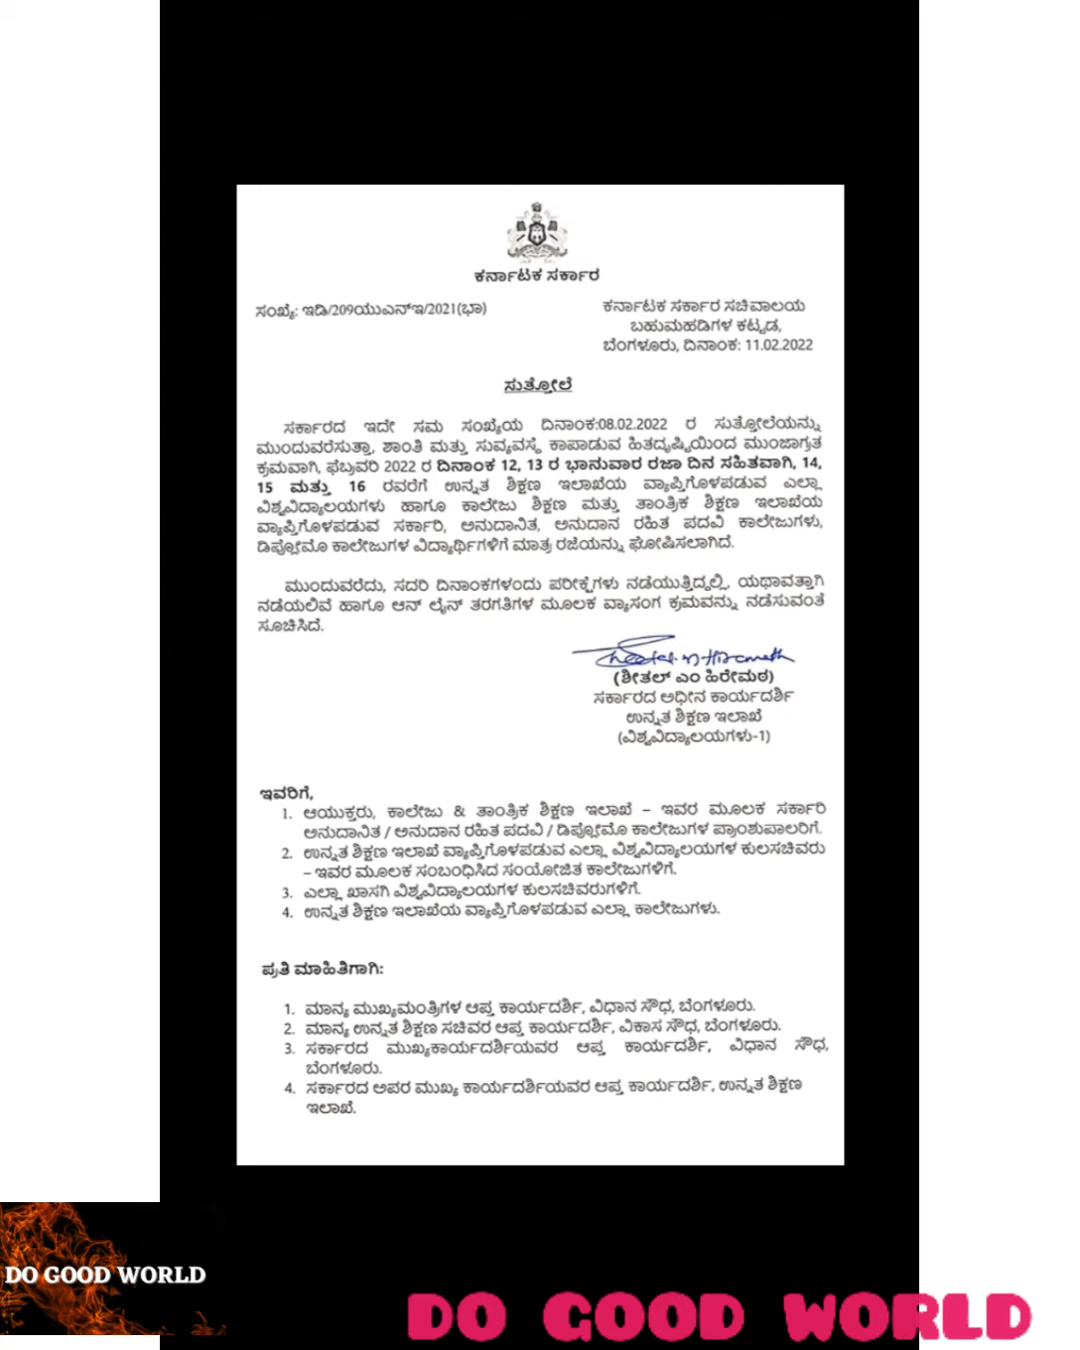 ಕರ್ನಾಟಕ ಸರ್ಕಾರ
ಸಂಖ್ಯೆ: ಇಡಿ/209ಯುಎನ್ಇ/2021(ಭಾ)
ಕರ್ನಾಟಕ ಸರ್ಕಾರ ಸಚಿವಾಲಯ
ಬಹುಮಹಡಿಗಳ ಕಟ್ಟಡ,
ಬೆಂಗಳೂರು, ದಿನಾಂಕ: 11.02.2022
ಸುತ್ತೋಲೆ
ಸರ್ಕಾರದ ಇದೇ ಸಮ ಸಂಖ್ಯೆಯ ದಿನಾಂಕ:08.02.2022 ರ ಸುತ್ತೋಲೆಯನ್ನು
ಮುಂದುವರೆಸುತ್ತಾ, ಶಾಂತಿ ಮತ್ತು ಸುವ್ಯವಸ್ಥೆ ಕಾಪಾಡುವ ಹಿತದೃಷ್ಟಿಯಿಂದ ಮುಂಜಾಗ್ರತ
ಕ್ರಮವಾಗಿ, ಫೆಬ್ರವರಿ 2022 ರ ದಿನಾಂಕ 12, 13 ರ ಭಾನುವಾರ ರಜಾ ದಿನ ಸಹಿತವಾಗಿ, 14,
15 ಮತ್ತು 16 ರವರೆಗೆ ಉನ್ನತ ಶಿಕ್ಷಣ ಇಲಾಖೆಯ ವ್ಯಾಪ್ತಿಗೊಳಪಡುವ ಎಲ್ಲಾ
ವಿಶ್ವವಿದ್ಯಾಲಯಗಳು ಹಾಗೂ ಕಾಲೇಜು ಶಿಕ್ಷಣ ಮತ್ತು ತಾಂತ್ರಿಕ ಶಿಕ್ಷಣ ಇಲಾಖೆಯ
ವ್ಯಾಪ್ತಿಗೊಳಪಡುವ ಸರ್ಕಾರಿ, ಅನುದಾನಿತ, ಅನುದಾನ ರಹಿತ ಪದವಿ ಕಾಲೇಜುಗಳು,
ಡಿಪ್ಲೋಮೊ ಕಾಲೇಜುಗಳ ವಿದ್ಯಾರ್ಥಿಗಳಿಗೆ ಮಾತ್ರ ರಜೆಯನ್ನು ಘೋಷಿಸಲಾಗಿದೆ.
ಮುಂದುವರೆದು, ಸದರಿ ದಿನಾಂಕಗಳಂದು ಪರೀಕ್ಷೆಗಳು ನಡೆಯುತ್ತಿದ್ದಲ್ಲಿ, ಯಥಾವತ್ತಾಗಿ
ನಡೆಯಲಿವೆ ಹಾಗೂ ಆನ್ ಲೈನ್ ತರಗತಿಗಳ ಮೂಲಕ ವ್ಯಾಸಂಗ ಕ್ರಮವನ್ನು ನಡೆಸುವಂತೆ
ಸೂಚಿಸಿದೆ.
(ಶೀತಲ್ ಎಂ ಹಿರೇಮಠ)
ಸರ್ಕಾರದ ಅಧೀನ ಕಾರ್ಯದರ್ಶಿ
ಉನ್ನತ ಶಿಕ್ಷಣ ಇಲಾಖೆ
(ವಿಶ್ವವಿದ್ಯಾಲಯಗಳು-1)
ಇವರಿಗೆ,
1. ಆಯುಕ್ತರು, ಕಾಲೇಜು & ತಾಂತ್ರಿಕ ಶಿಕ್ಷಣ ಇಲಾಖೆ – ಇವರ ಮೂಲಕ ಸರ್ಕಾರಿ
ಅನುದಾನಿತ / ಅನುದಾನ ರಹಿತ ಪದವಿ / ಡಿಪ್ಲೋಮೊ ಕಾಲೇಜುಗಳ ಪ್ರಾಂಶುಪಾಲರಿಗೆ.
2. ಉನ್ನತ ಶಿಕ್ಷಣ ಇಲಾಖೆ ವ್ಯಾಪ್ತಿಗೊಳಪಡುವ ಎಲ್ಲಾ ವಿಶ್ವವಿದ್ಯಾಲಯಗಳ ಕುಲಸಚಿವರು
– ಇವರ ಮೂಲಕ ಸಂಬಂಧಿಸಿದ ಸಂಯೋಜಿತ ಕಾಲೇಜುಗಳಿಗೆ.
3. ಎಲ್ಲಾ ಖಾಸಗಿ ವಿಶ್ವವಿದ್ಯಾಲಯಗಳ ಕುಲಸಚಿವರುಗಳಿಗೆ.
4. ಉನ್ನತ ಶಿಕ್ಷಣ ಇಲಾಖೆಯ ವ್ಯಾಪ್ತಿಗೊಳಪಡುವ ಎಲ್ಲಾ ಕಾಲೇಜುಗಳು.
ಪ್ರತಿ ಮಾಹಿತಿಗಾಗಿ:
1. ಮಾನ್ಯ ಮುಖ್ಯಮಂತ್ರಿಗಳ ಆಪ್ತ ಕಾರ್ಯದರ್ಶಿ, ವಿಧಾನ ಸೌಧ, ಬೆಂಗಳೂರು.
2. ಮಾನ್ಯ ಉನ್ನತ ಶಿಕ್ಷಣ ಸಚಿವರ ಆಪ್ತ ಕಾರ್ಯದರ್ಶಿ, ವಿಕಾಸ ಸೌಧ, ಬೆಂಗಳೂರು.
3. ಸರ್ಕಾರದ ಮುಖ್ಯಕಾರ್ಯದರ್ಶಿಯವರ ಆಪ್ತ ಕಾರ್ಯದರ್ಶಿ, ವಿಧಾನ ಸೌಧ,
ಬೆಂಗಳೂರು.
4. ಸರ್ಕಾರದ ಅಪರ ಮುಖ್ಯ ಕಾರ್ಯದರ್ಶಿಯವರ ಆಪ್ತ ಕಾರ್ಯದರ್ಶಿ, ಉನ್ನತ ಶಿಕ್ಷಣ
ಇಲಾಖೆ.
DO GOOD WORLD
DO GOOD WORLD